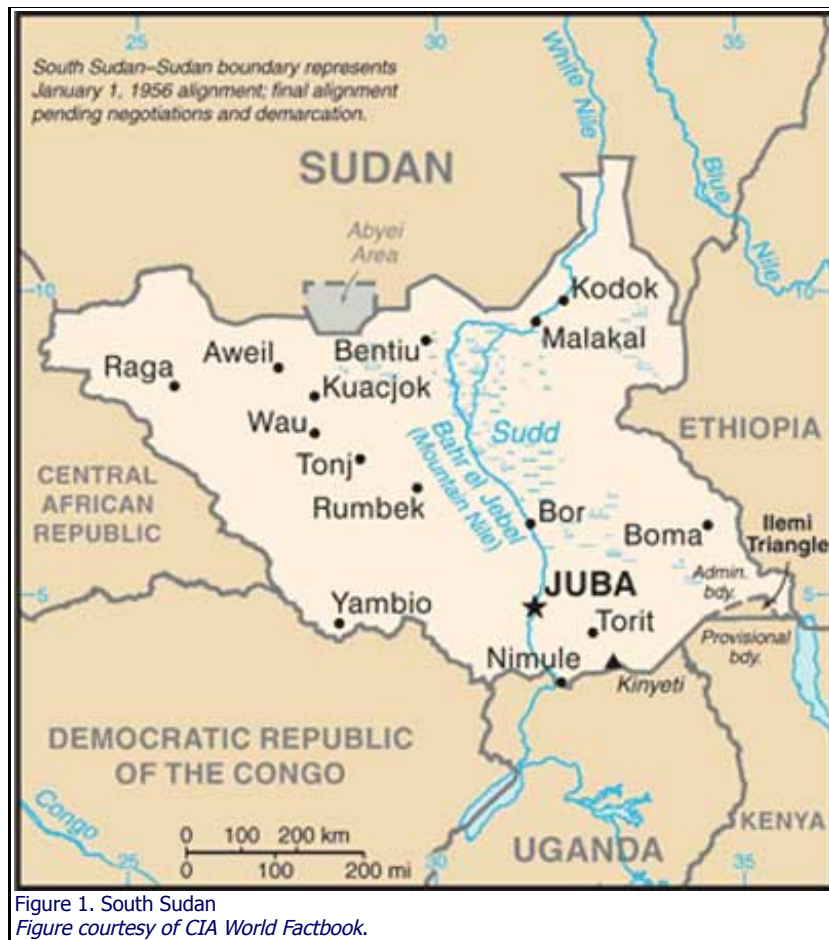 25
30
35
South Sudan–Sudan boundary represents
January 1, 1956 alignment; final alignment
pending negotiations and demarcation.
White Nile
SUDAN
Blue
Nile
Abyei
Area
10
10
Kodok
Malakal
Bentiu
Aweil
Raga
Kuacjok
Wau
Sudd
ETHIOPIA
Tonj
Bahr el Jebel
(Mountain Nile)
CENTRAL
AFRICAN
REPUBLIC
Rumbek
Bor
Boma
Ilemi
Triangle
Admin.
bdy.
5
5
JUBA
Yambio
Torit
Provisional
bdy.
Nimule
Kinyeti
DEMOCRATIC REPUBLIC
OF THE CONGO
Congo
0 100 200 km
0 100 200 mi
UGANDA
KENYA
25
30
35
Figure 1. South Sudan
Figure courtesy of CIA World Factbook.